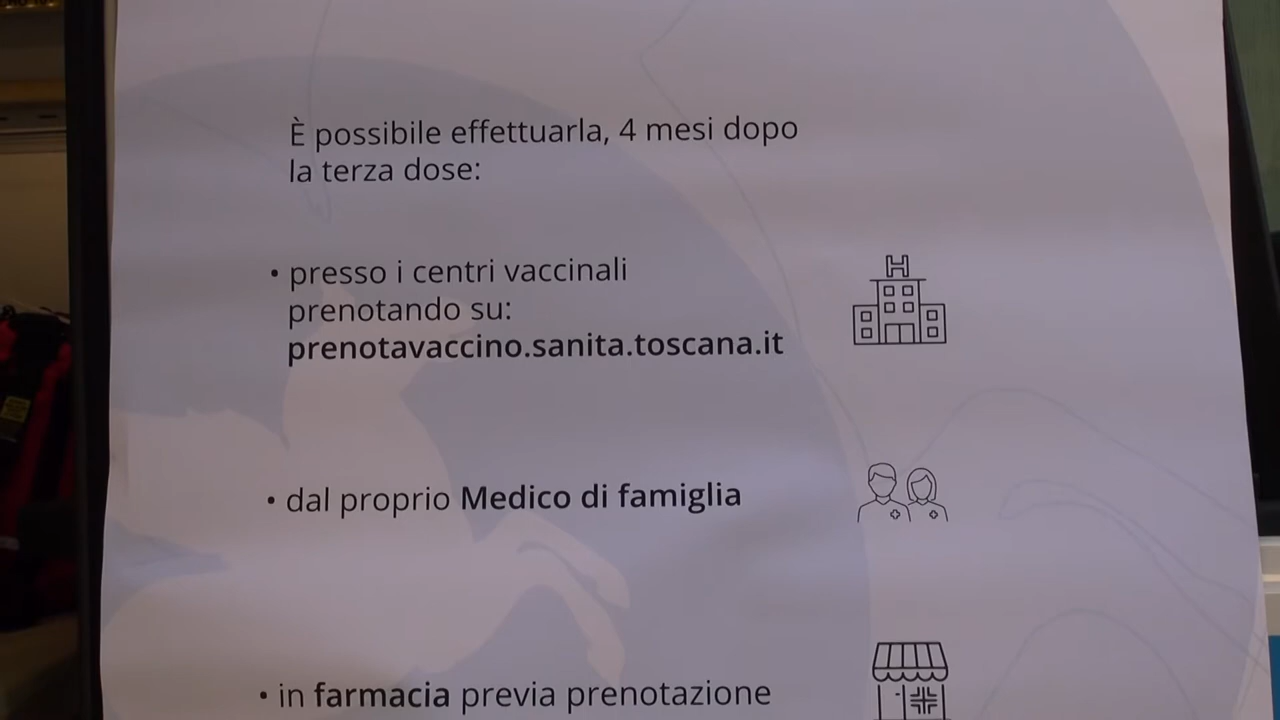 È possibile effettuarla, 4 mesi dopo
la terza dose:
• presso i centri vaccinali
prenotando su:
prenotavaccino.sanita.toscana.it
• dal proprio Medico di famiglia
• in farmacia previa prenotazione